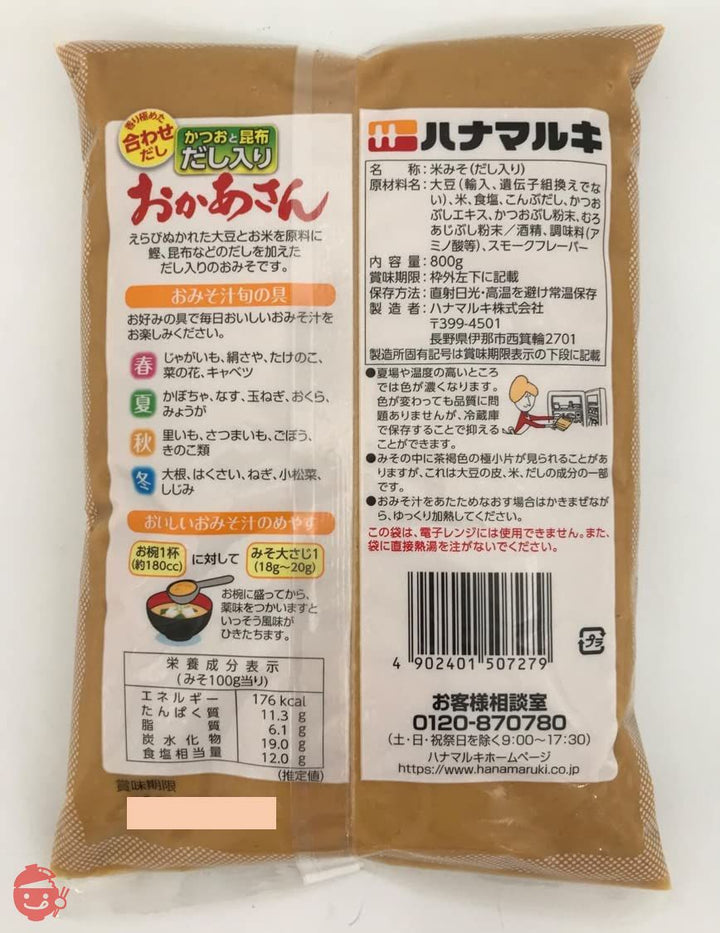 香り極めた
合わせ
だし
かつおと昆布
だし入り
おかあさん
えらびぬかれた大豆とお米を原料に
鰹、昆布などのだしを加えた
だし入りのおみそです。
おみそ汁旬の具
お好みの具で毎日おいしいおみそ汁を
お楽しみください。
春 じゃがいも、絹さや、たけのこ、
菜の花、キャベツ
夏 かぼちゃ、なす、玉ねぎ、おくら、
みょうが
秋 里いも、さつまいも、ごぼう、
きのこ類
冬 大根、はくさい、ねぎ、小松菜、
しじみ
おいしいおみそ汁のめやす
お椀1杯
(約180cc)
に対して
みそ大さじ1
(18g〜20g)
お椀に盛ってから、
薬味をつかいますと
いっそう風味が
ひきたちます。
栄養成分表示
(みそ100g当り)
エネルギー 176 kcal
たんぱく質 11.3 g
脂質 6.1 g
炭水化物 19.0 g
食塩相当量 12.0 g
(推定値)
賞味期限
ハナマルキ
名称:米みそ(だし入り)
原材料名:大豆(輸入、遺伝子組換えでな
い)、米、食塩、こんぶだし、かつお
ぶしエキス、かつおぶし粉末、むろ
あじぶし粉末/酒精、調味料(ア
ミノ酸等)、スモークフレーバー
内容量:800g
賞味期限:枠外左下に記載
保存方法:直射日光・高温を避け常温保存
製造者:ハナマルキ株式会社
〒399-4501
長野県伊那市西箕輪2701
製造所固有記号は賞味期限表示の下段に記載
●夏場や温度の高いところ
では色が濃くなります。
色が変わっても品質に問
題ありませんが、冷蔵庫
で保存することで抑える
ことができます。
●みその中に茶褐色の極小片が見られることがあ
りますが、これは大豆の皮、米、だしの成分の一部
です。
●おみそ汁をあたためなおす場合はかきまぜなが
ら、ゆっくり加熱してください。
この袋は、電子レンジには使用できません。また、
袋に直接熱湯を注がないでください。
4 902401 507279
プラ
お客様相談室
0120-870780
(土・日・祝祭日を除く9:00〜17:30)
ハナマルキホームページ
https://www.hanamaruki.co.jp